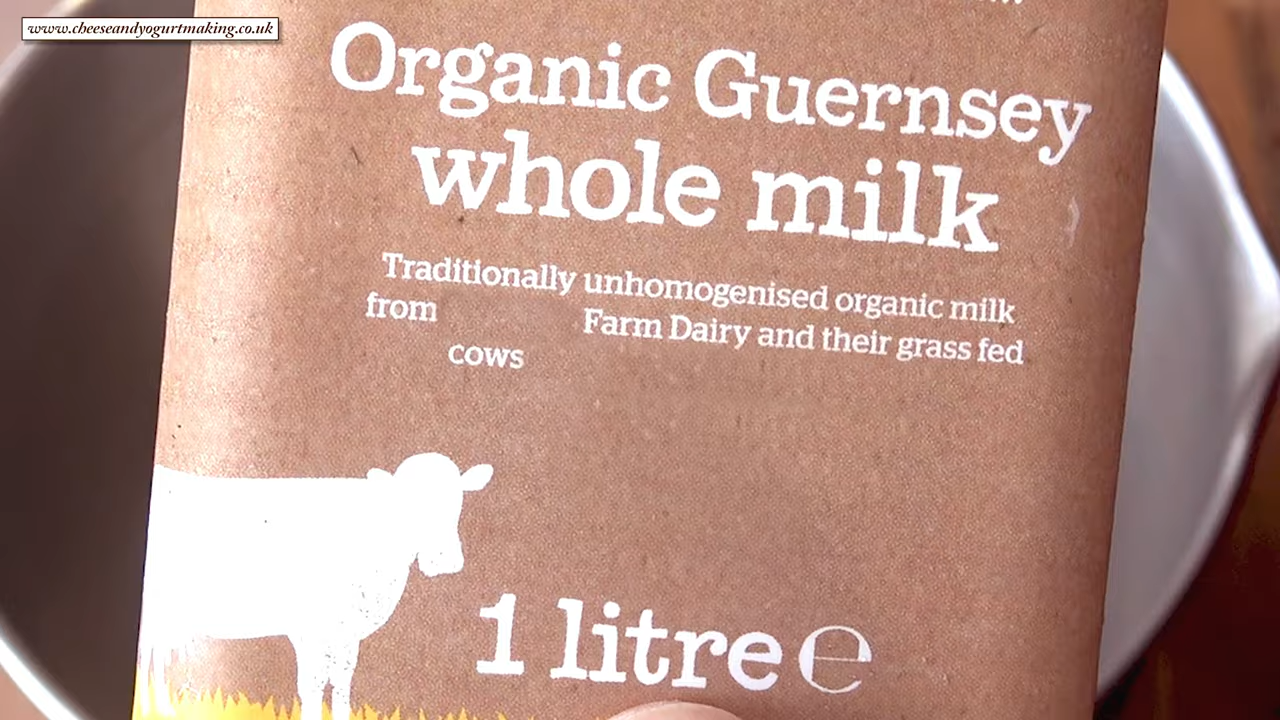 www.cheeseandyogurtmaking.co.uk
Organic Guernsey
whole milk
Traditionally unhomogenised organic milk
from Farm Dairy and their grass fed
cows
1 litre ℮